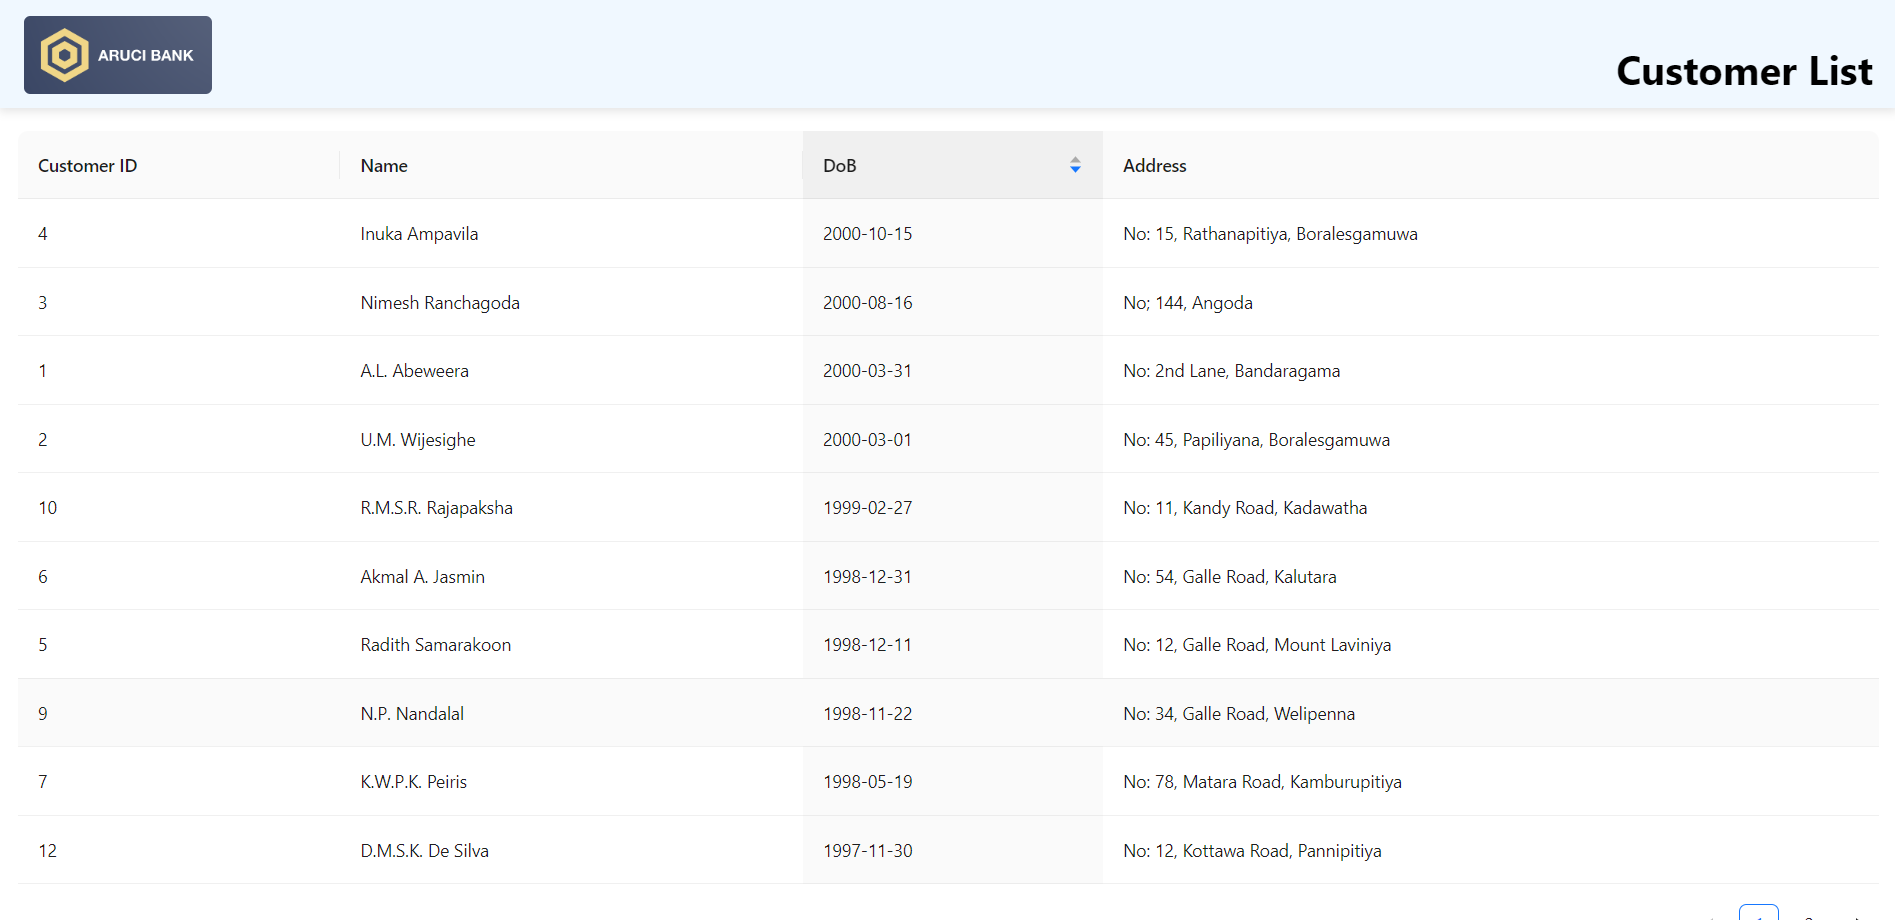 ARUCI BANK
Customer List
Customer ID Name DoB Address
4 Inuka Ampavila 2000-10-15 No: 15, Rathanapitiya, Boralesgamuwa
3 Nimesh Ranchagoda 2000-08-16 No; 144, Angoda
1 A.L. Abeweera 2000-03-31 No: 2nd Lane, Bandaragama
2 U.M. Wijesighe 2000-03-01 No: 45, Papiliyana, Boralesgamuwa
10 R.M.S.R. Rajapaksha 1999-02-27 No: 11, Kandy Road, Kadawatha
6 Akmal A. Jasmin 1998-12-31 No: 54, Galle Road, Kalutara
5 Radith Samarakoon 1998-12-11 No: 12, Galle Road, Mount Laviniya
9 N.P. Nandalal 1998-11-22 No: 34, Galle Road, Welipenna
7 K.W.P.K. Peiris 1998-05-19 No: 78, Matara Road, Kamburupitiya
12 D.M.S.K. De Silva 1997-11-30 No: 12, Kottawa Road, Pannipitiya